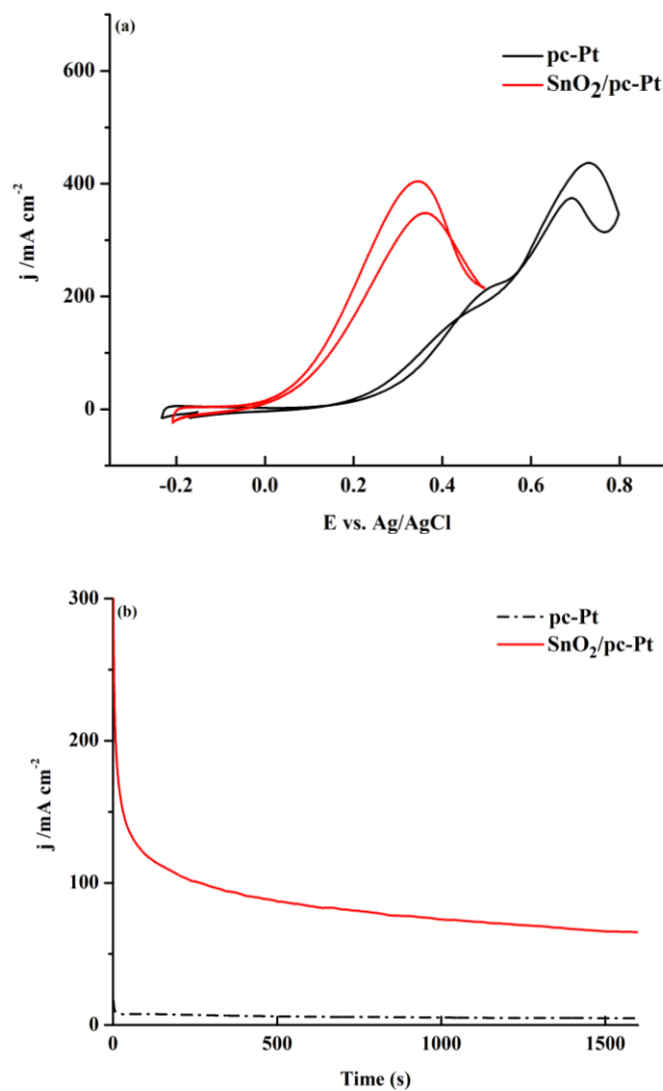 (a)
pc-Pt
SnO₂/pc-Pt
600
400
200
0
j /mA cm⁻²
-0.2 0.0 0.2 0.4 0.6 0.8
E vs. Ag/AgCl
300
(b)
pc-Pt
SnO₂/pc-Pt
200
100
0
j /mA cm⁻²
0 500 1000 1500
Time (s)